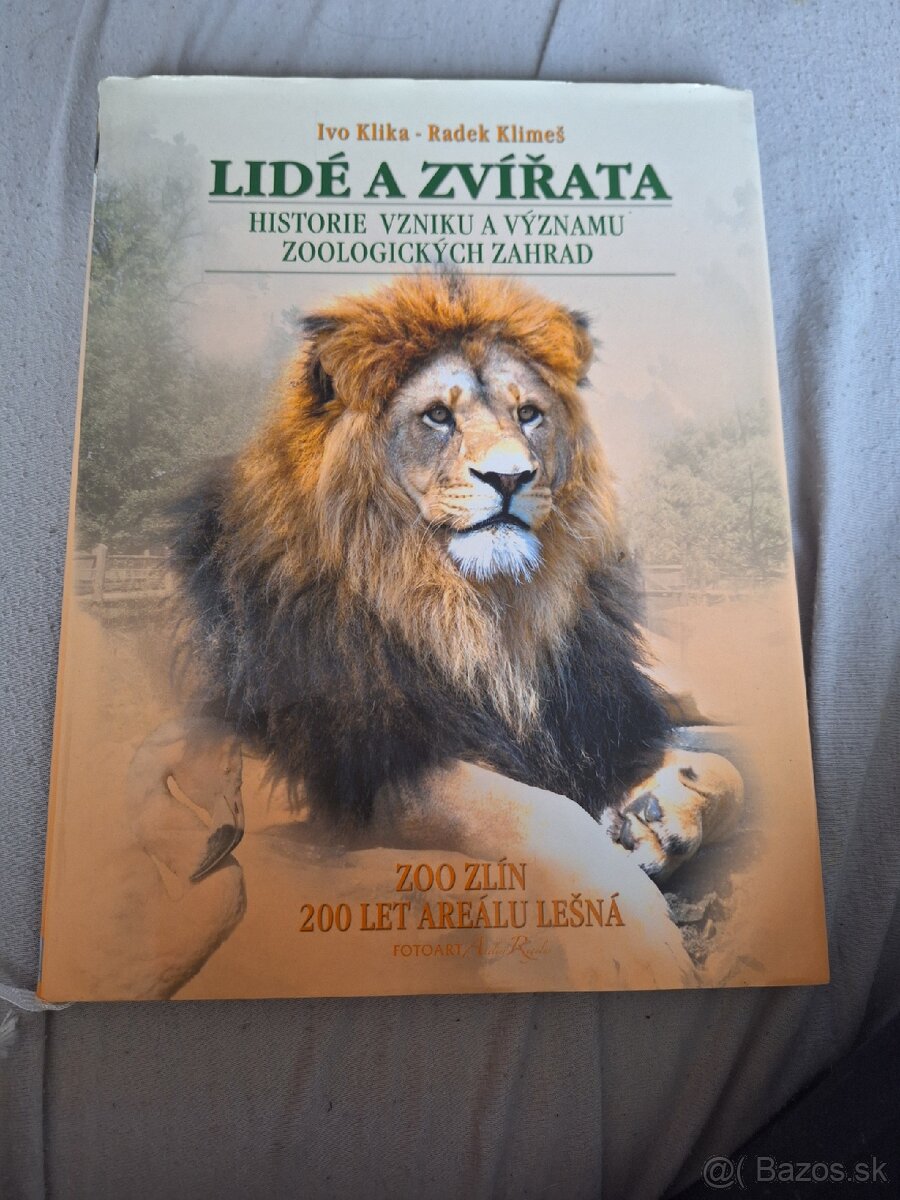 Ivo Klika - Radek Klimeš
LIDÉ A ZVÍŘATA
HISTORIE VZNIKU A VÝZNAMU
ZOOLOGICKÝCH ZAHRAD
ZOO ZLÍN
200 LET AREÁLU LEŠNÁ
FOTOART
@( Bazos.sk